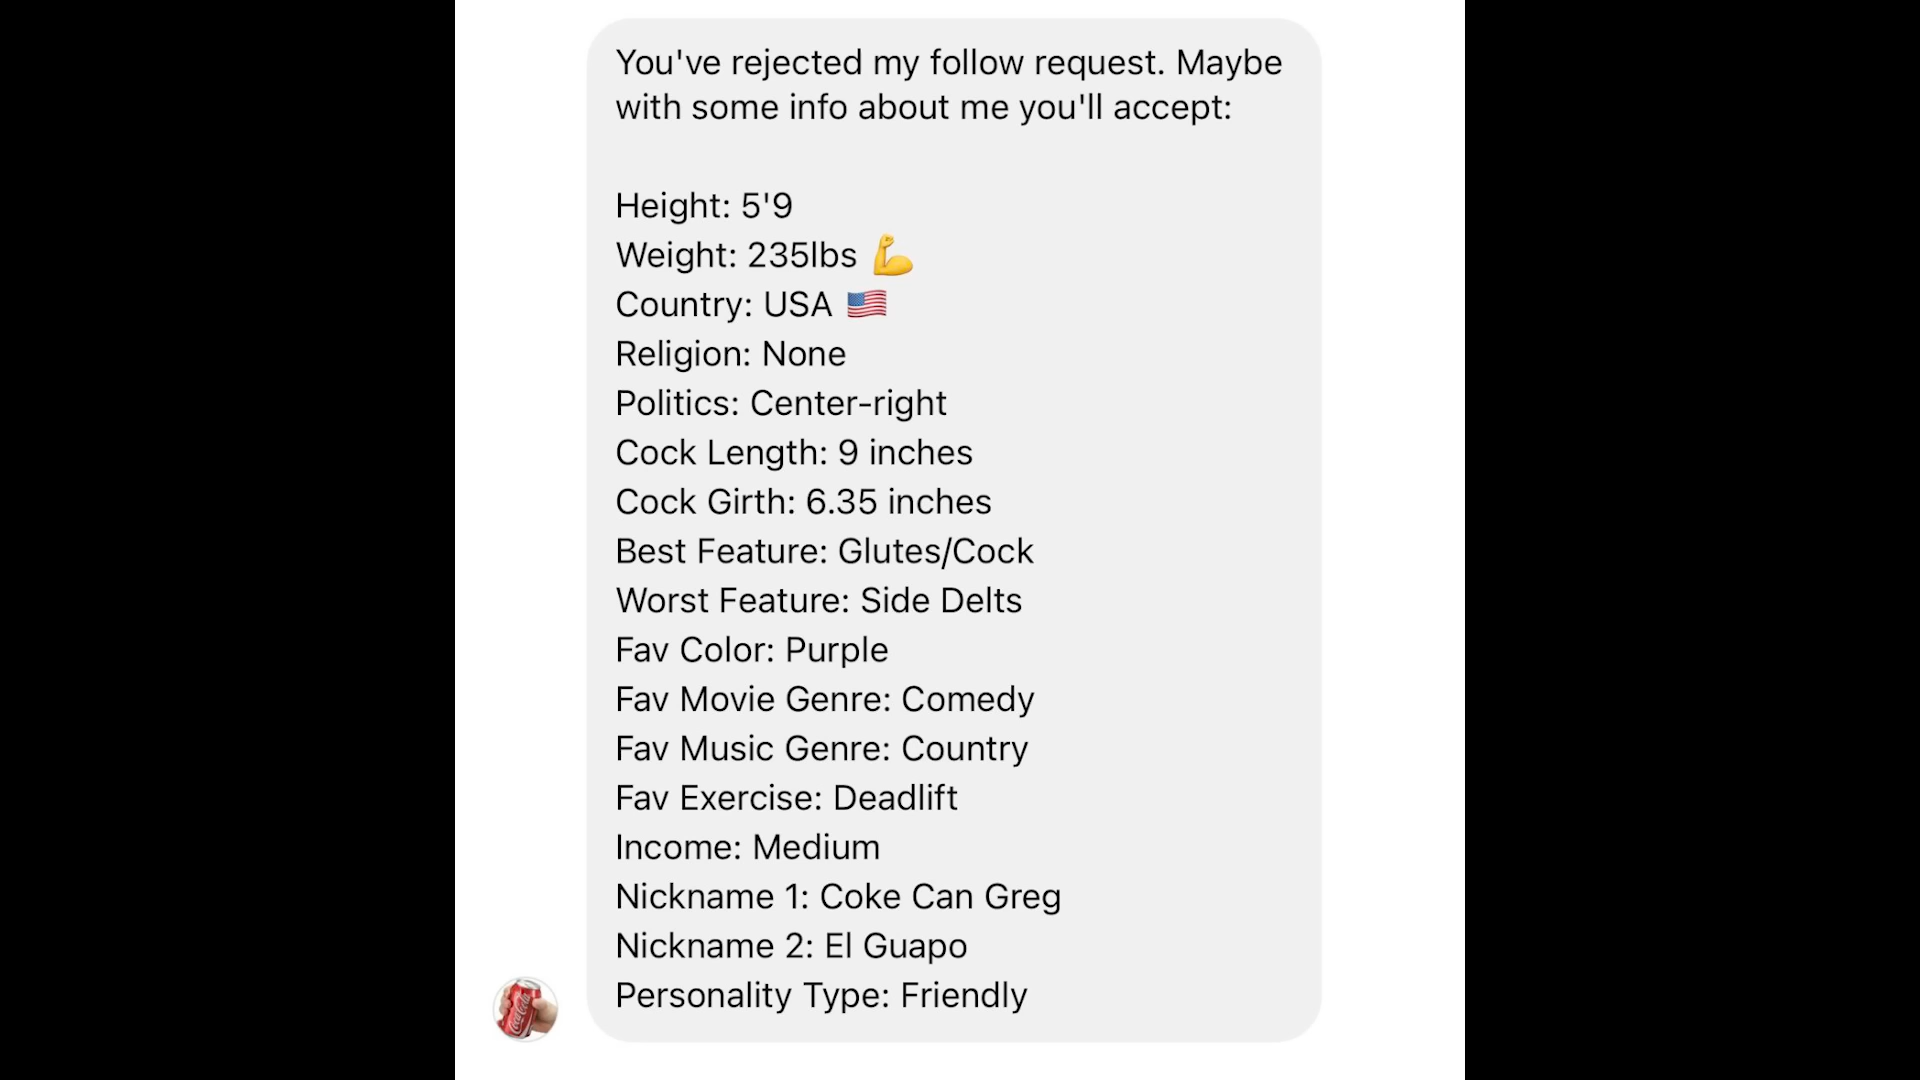 You've rejected my follow request. Maybe
with some info about me you'll accept:
Height: 5'9
Weight: 235lbs 💪
Country: USA 🇺🇸
Religion: None
Politics: Center-right
Cock Length: 9 inches
Cock Girth: 6.35 inches
Best Feature: Glutes/Cock
Worst Feature: Side Delts
Fav Color: Purple
Fav Movie Genre: Comedy
Fav Music Genre: Country
Fav Exercise: Deadlift
Income: Medium
Nickname 1: Coke Can Greg
Nickname 2: El Guapo
Personality Type: Friendly
Coca-Cola